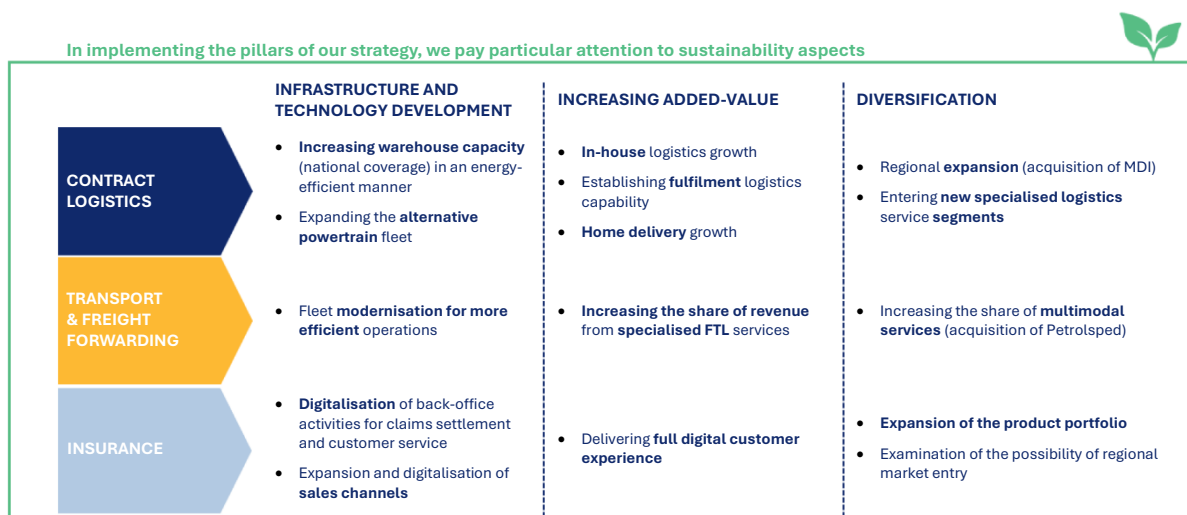 In implementing the pillars of our strategy, we pay particular attention to sustainability aspects
INFRASTRUCTURE AND
TECHNOLOGY DEVELOPMENT
INCREASING ADDED-VALUE
DIVERSIFICATION
CONTRACT
LOGISTICS
• Increasing warehouse capacity
(national coverage) in an energy-
efficient manner
• Expanding the alternative
powertrain fleet
• In-house logistics growth
• Establishing fulfilment logistics
capability
• Home delivery growth
• Regional expansion (acquisition of MDI)
• Entering new specialised logistics
service segments
TRANSPORT
& FREIGHT
FORWARDING
• Fleet modernisation for more
efficient operations
• Increasing the share of revenue
from specialised FTL services
• Increasing the share of multimodal
services (acquisition of Petrolsped)
INSURANCE
• Digitalisation of back-office
activities for claims settlement
and customer service
• Expansion and digitalisation of
sales channels
• Delivering full digital customer
experience
• Expansion of the product portfolio
• Examination of the possibility of regional
market entry